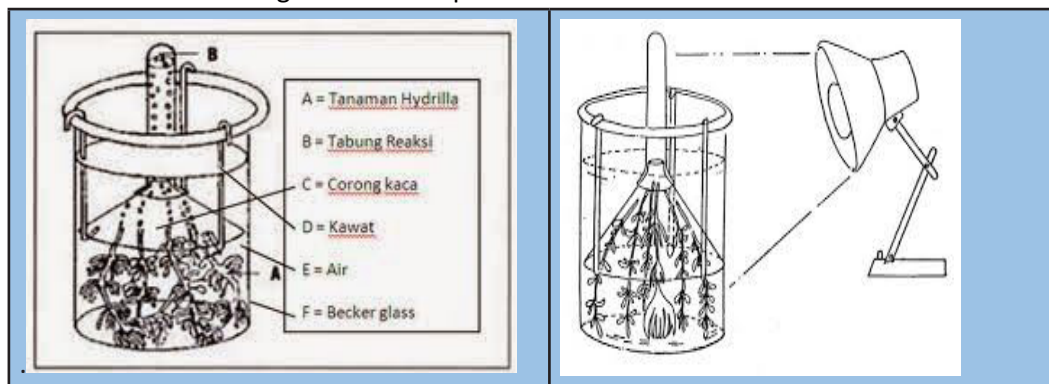 B
A = Tanaman Hydrilla
B = Tabung Reaksi
C = Corong kaca
D = Kawat
A
E = Air
F = Becker glass